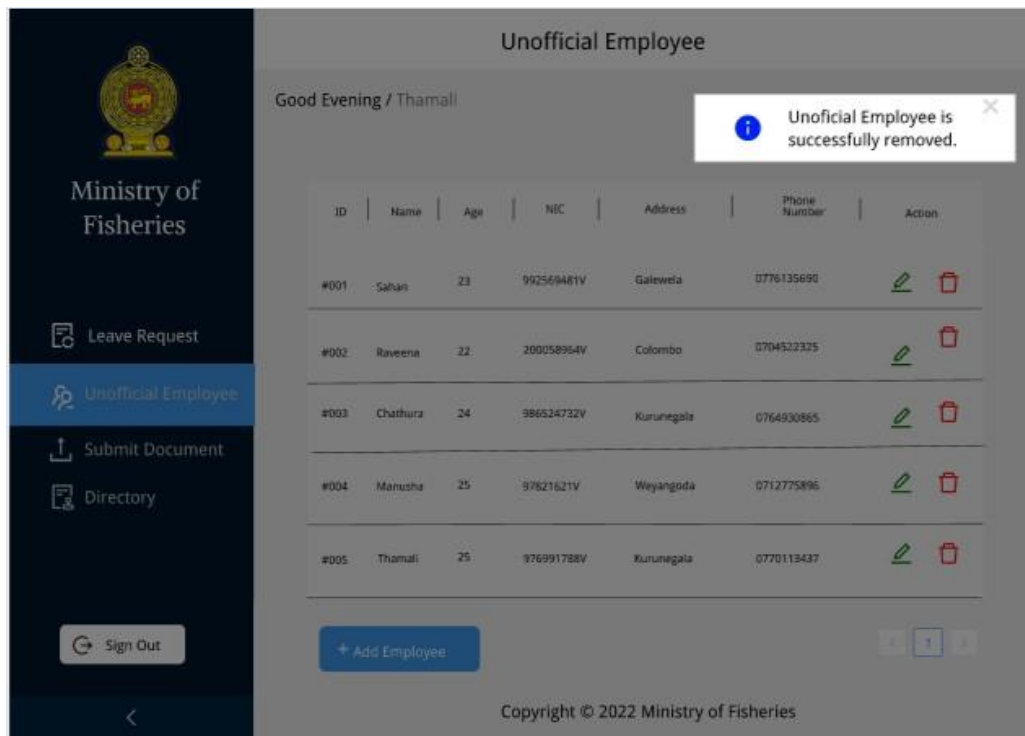 Unofficial Employee
Good Evening / Thamali
Unoficial Employee is
successfully removed.
Ministry of
Fisheries
Leave Request
Unofficial Employee
Submit Document
Directory
Sign Out
ID Name Age NIC Address Phone Number Action
#001 Sahan 23 992569481V Galewela 0776135690
#002 Raveena 22 200058964V Colombo 0704522325
#003 Chathura 24 986524732V Kurunegala 0764930865
#004 Manusha 25 97821621V Weyangoda 0712775896
#005 Thamali 25 976991788V Kurunegala 0770113437
+ Add Employee
< 1 >
Copyright © 2022 Ministry of Fisheries